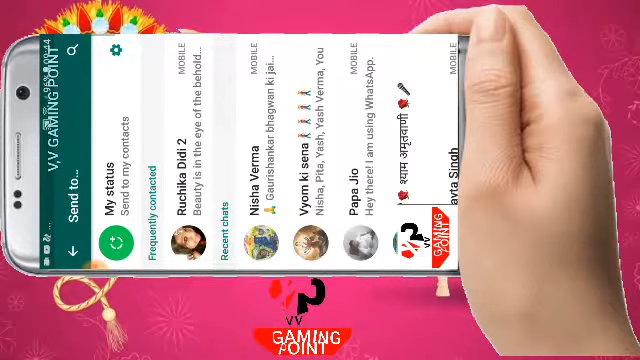 V,V GAMING POINT
Send to...
My status
Send to my contacts
Frequently contacted
Ruchika Didi 2
MOBILE
Beauty Is in the eye of the behold...
Recent chats
Nisha Verma
MOBILE
🙏 Gaurishankar bhagwan ki jai...
Vyom ki sena
Nisha, Pita, Yash, Yash Verma, You
Papa Jio
MOBILE
Hey there! I am using WhatsApp.
🌹 श्याम अमृतवाणी 🌹
MOBILE
Singh
VV
GAMING
POINT
VV
GAMING
POINT